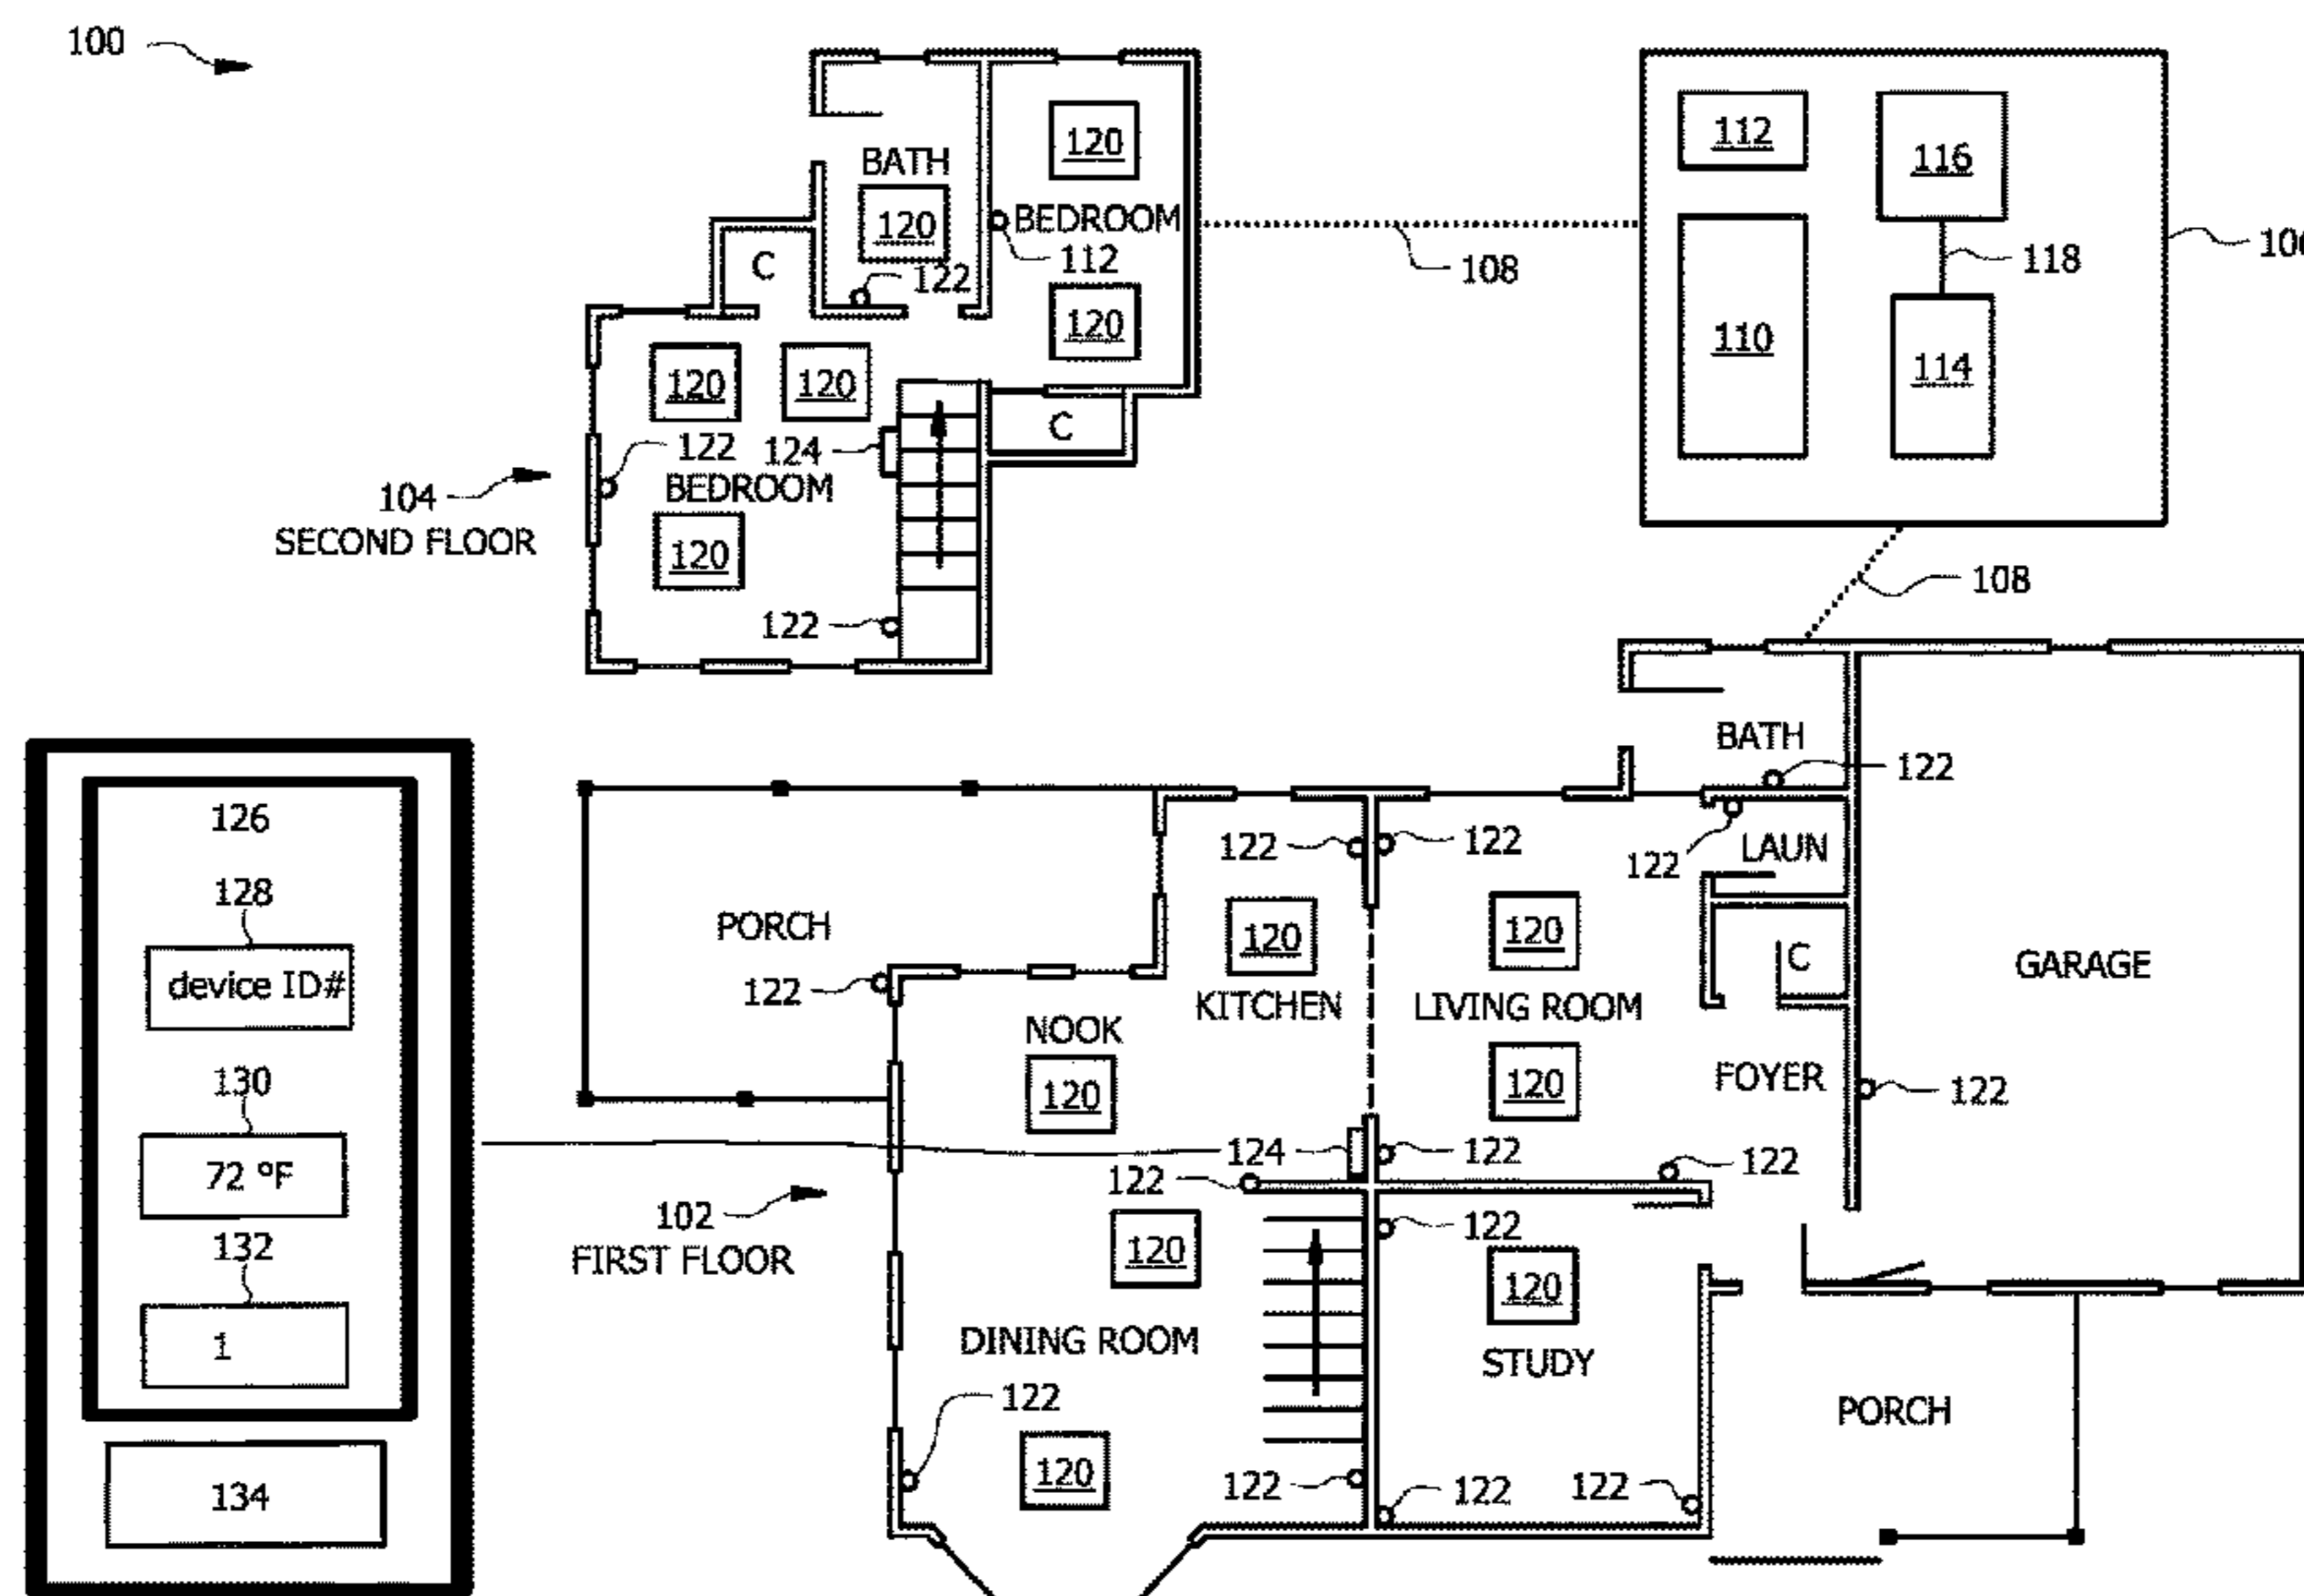 100
BATH
120
120
BEDROOM
112
C
122
120
120
120
122
124
BEDROOM
C
104
SECOND FLOOR
120
122
108
112
116
118
110
114
108
126
128
device ID#
130
72 °F
132
1
134
BATH
122
122
LAUN
122
122
PORCH
120
120
C
GARAGE
122
KITCHEN
LIVING ROOM
NOOK
120
120
FOYER
122
124
122
122
122
102
FIRST FLOOR
120
122
120
DINING ROOM
STUDY
122
PORCH
120
122
122
122